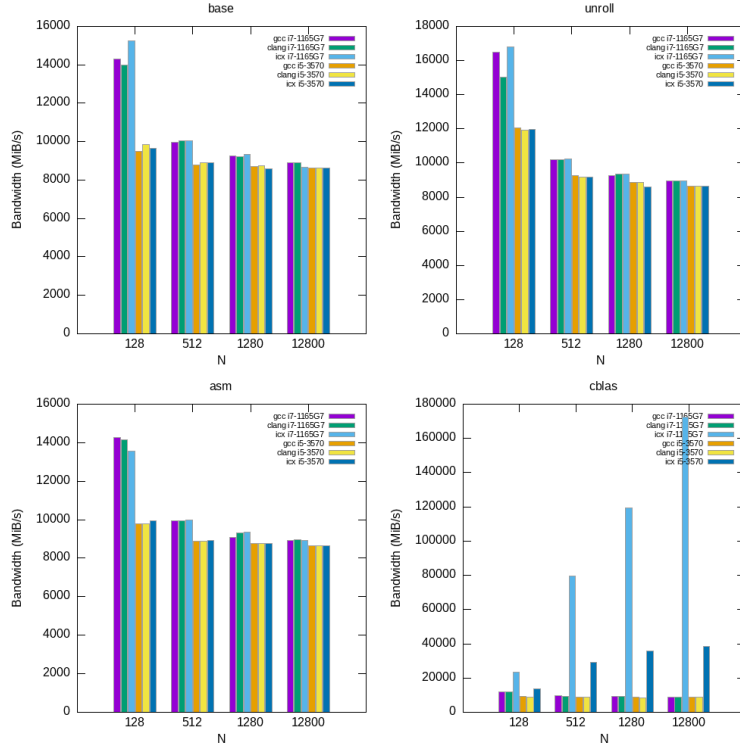 base
16000
14000
12000
10000
8000
6000
4000
2000
0
Bandwidth (MiB/s)
gcc i7-1165G7
clang i7-1165G7
icx i7-1165G7
gcc i5-3570
clang i5-3570
icx i5-3570
128 512 1280 12800
N
unroll
18000
16000
14000
12000
10000
8000
6000
4000
2000
0
Bandwidth (MiB/s)
gcc i7-1165G7
clang i7-1165G7
icx i7-1165G7
gcc i5-3570
clang i5-3570
icx i5-3570
128 512 1280 12800
N
asm
16000
14000
12000
10000
8000
6000
4000
2000
0
Bandwidth (MiB/s)
gcc i7-1165G7
clang i7-1165G7
icx i7-1165G7
gcc i5-3570
clang i5-3570
icx i5-3570
128 512 1280 12800
N
cblas
180000
160000
140000
120000
100000
80000
60000
40000
20000
0
Bandwidth (MiB/s)
gcc i7-1165G7
clang i7-1165G7
icx i7-1165G7
gcc i5-3570
clang i5-3570
icx i5-3570
128 512 1280 12800
N